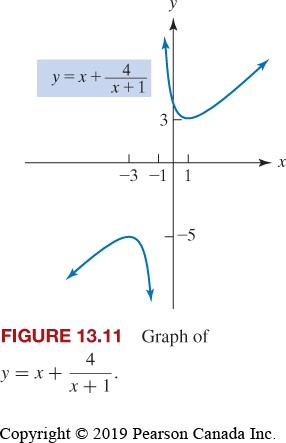 y
y = x + 4/(x + 1)
3
x
−3 −1 1
−5
FIGURE 13.11 Graph of
y = x + 4/(x + 1).
Copyright © 2019 Pearson Canada Inc.